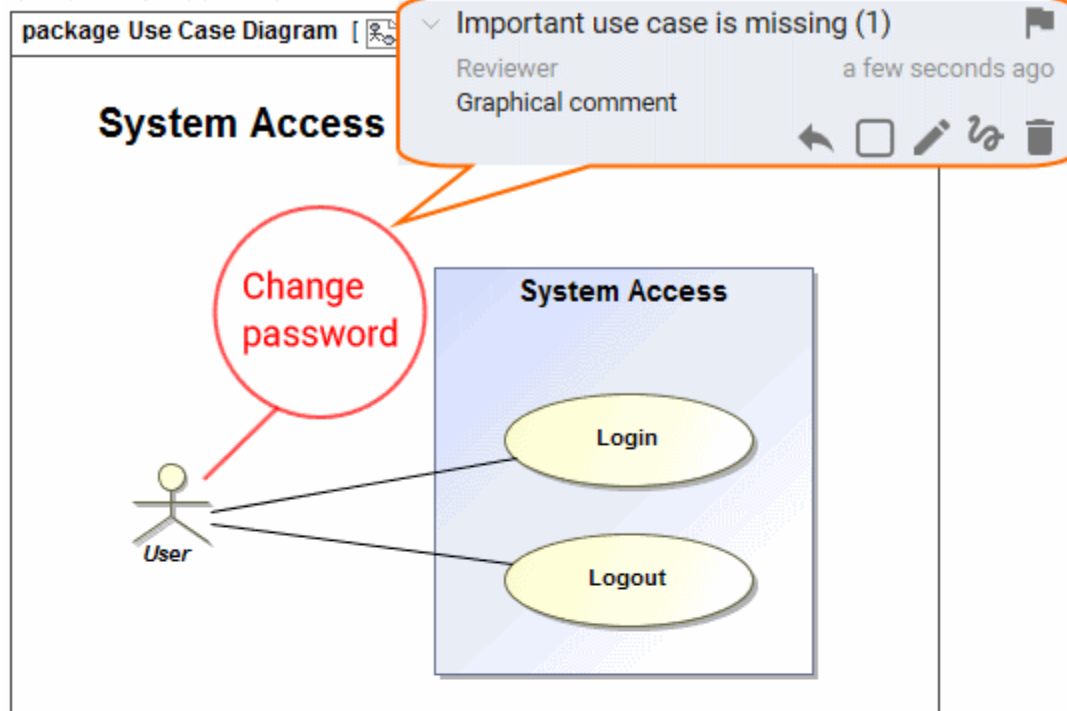 package Use Case Diagram [
Important use case is missing (1)
Reviewer a few seconds ago
Graphical comment
System Access
Change
password
System Access
Login
Logout
User